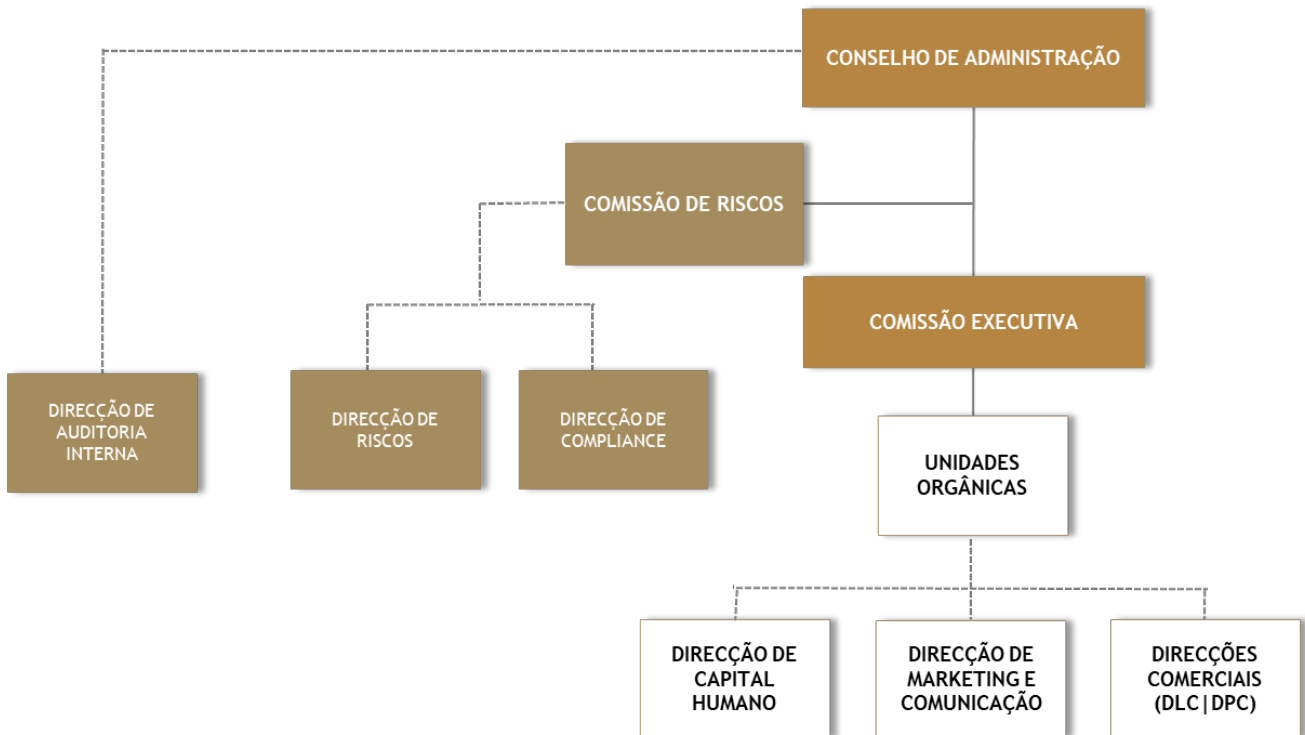 CONSELHO DE ADMINISTRAÇÃO
COMISSÃO DE RISCOS
COMISSÃO EXECUTIVA
DIRECÇÃO DE
AUDITORIA
INTERNA
DIRECÇÃO DE
RISCOS
DIRECÇÃO DE
COMPLIANCE
UNIDADES
ORGÂNICAS
DIRECÇÃO DE
CAPITAL
HUMANO
DIRECÇÃO DE
MARKETING E
COMUNICAÇÃO
DIRECÇÕES
COMERCIAIS
(DLC|DPC)